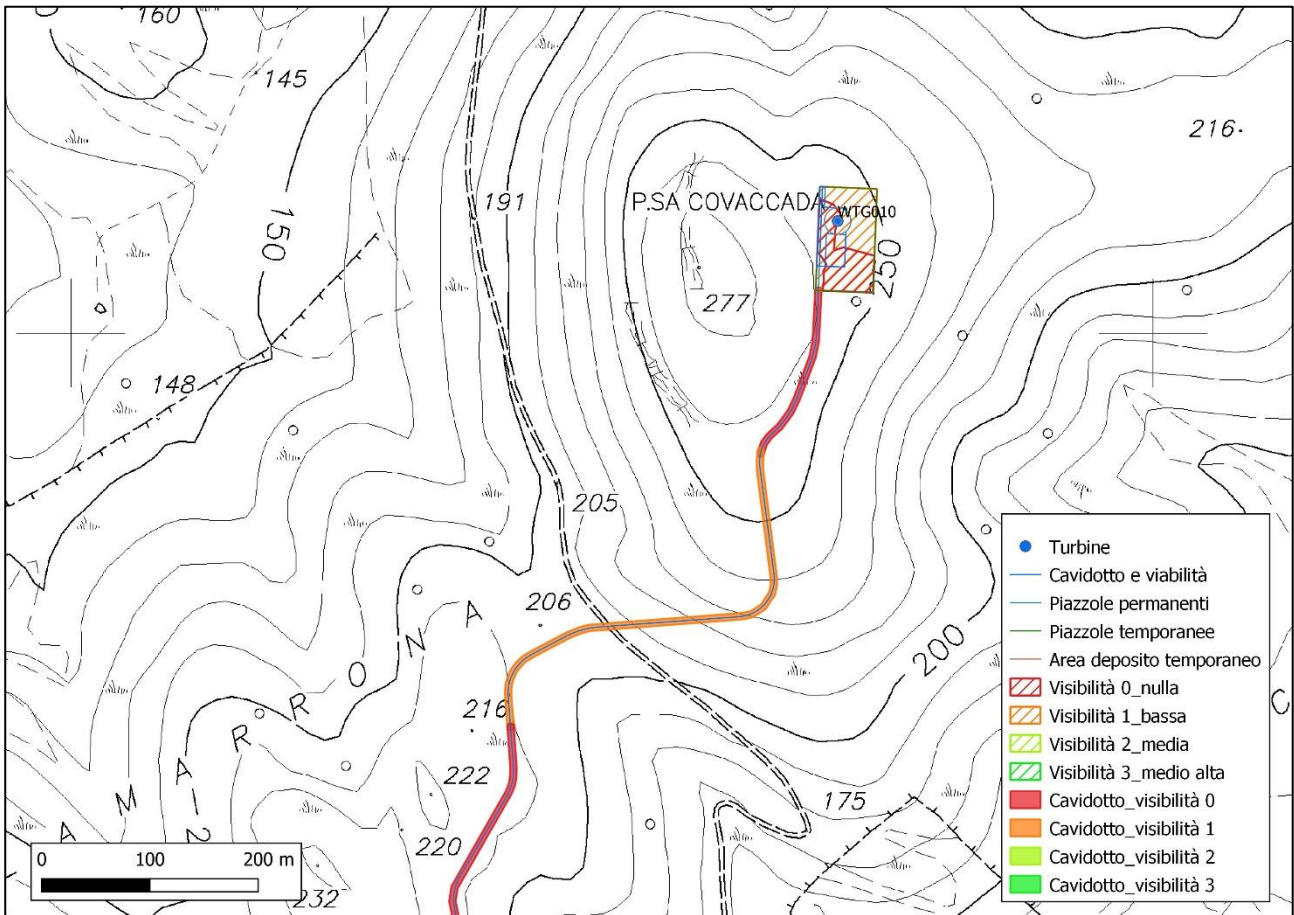 160
145
216
191
P.SA COVACCADA
WTG010
150
250
277
148
205
206
200
216
222
175
220
232
A M A - 2
A R R O N A
C
0 100 200 m
Turbine
Cavidotto e viabilità
Piazzole permanenti
Piazzole temporanee
Area deposito temporaneo
Visibilità 0_nulla
Visibilità 1_bassa
Visibilità 2_media
Visibilità 3_medio alta
Cavidotto_visibilità 0
Cavidotto_visibilità 1
Cavidotto_visibilità 2
Cavidotto_visibilità 3